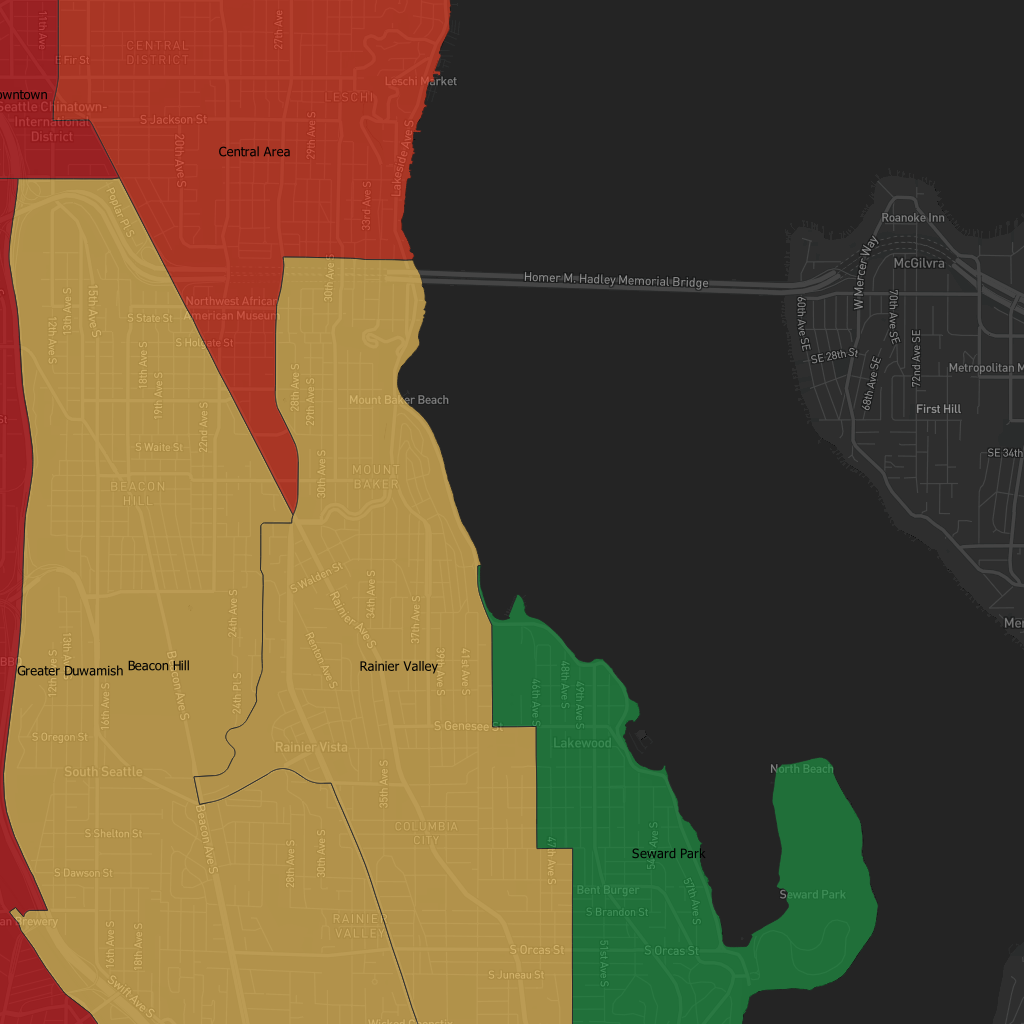 11th Ave
27th Ave S
CENTRAL
DISTRICT
E Fir St
Leschi Market
owntown
LESCHI
Seattle Chinatown-
International
District
S Jackson St
20th Ave S
29th Ave S
Lakeside Ave S
Central Area
33rd Ave S
Poplar Pl S
Roanoke Inn
W Mercer Way
McGilvra
30th Ave S
Homer M. Hadley Memorial Bridge
15th Ave S
13th Ave S
12th Ave S
S State St
Northwest African
American Museum
S Holgate St
60th Ave SE
70th Ave SE
72nd Ave SE
SE 28th St
68th Ave SE
Metropolitan M
18th Ave S
19th Ave S
28th Ave S
29th Ave S
Mount Baker Beach
First Hill
22nd Ave S
S Waite St
SE 34th
30th Ave S
MOUNT
BAKER
BEACON
HILL
S Walden St
34th Ave S
Rainier Ave S
37th Ave S
24th Ave S
Mer
13th Ave S
12th Ave S
Renton Ave S
39th Ave S
41st Ave S
Greater Duwamish
Beacon Hill
Rainier Valley
Beacon Ave S
24th Pl S
16th Ave S
46th Ave S
48th Ave S
49th Ave S
S Genesee St
S Oregon St
Rainier Vista
Lakewood
South Seattle
35th Ave S
North Beach
S Shelton St
COLUMBIA
CITY
Beacon Ave S
28th Ave S
30th Ave S
47th Ave S
Seward Park
S Dawson St
57th Ave S
Bent Burger
Seward Park
S Brandon St
an Brewery
RAINIER
VALLEY
16th Ave S
18th Ave S
S Orcas St
51st Ave S
S Orcas St
S Juneau St
Swift Ave S